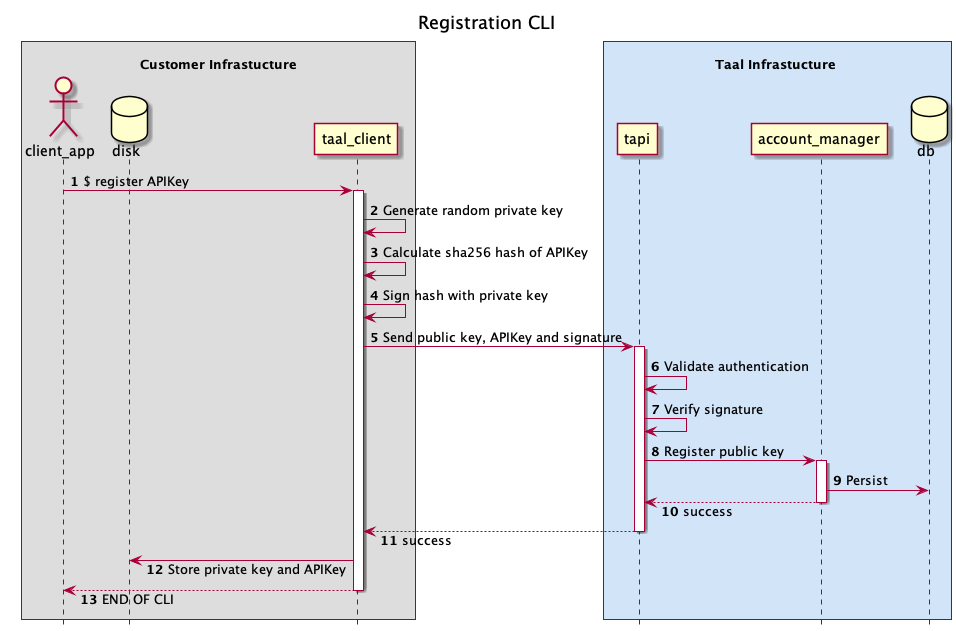 Registration CLI
Customer Infrastucture
Taal Infrastucture
client_app
disk
taal_client
tapi
account_manager
db
1 $ register APIKey
2 Generate random private key
3 Calculate sha256 hash of APIKey
4 Sign hash with private key
5 Send public key, APIKey and signature
6 Validate authentication
7 Verify signature
8 Register public key
9 Persist
10 success
11 success
12 Store private key and APIKey
13 END OF CLI